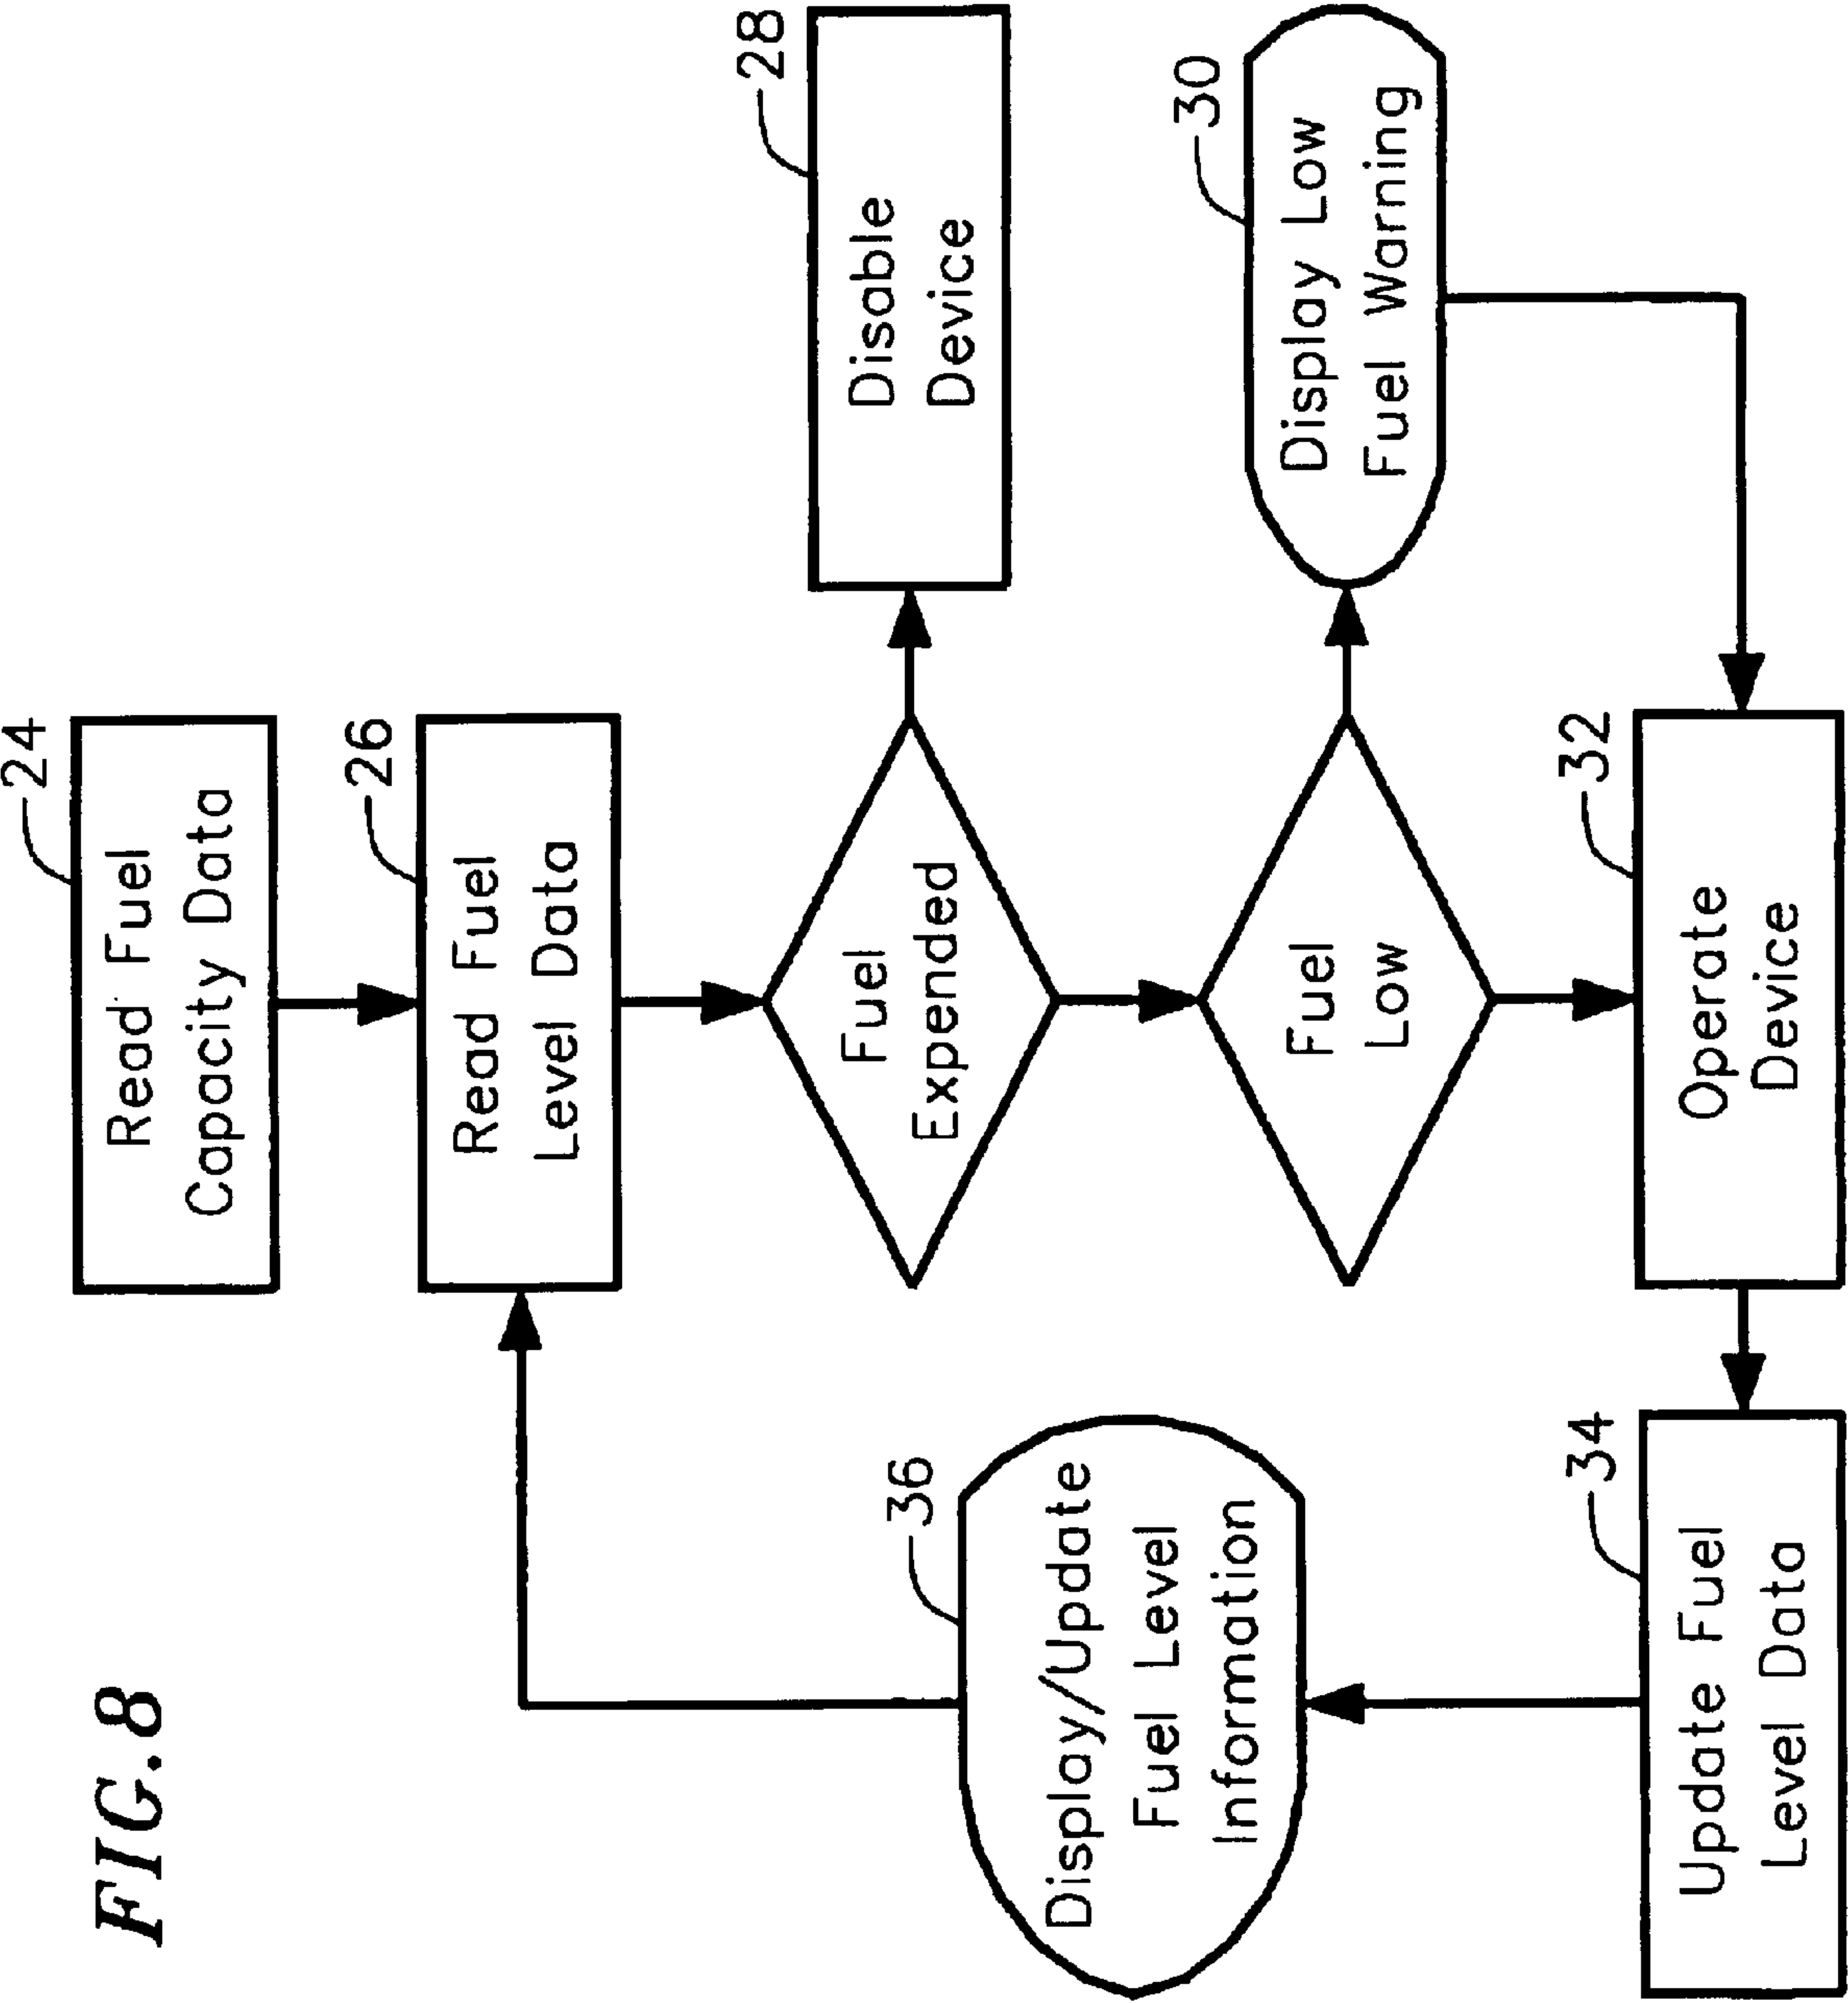 FIG.8
24
Read Fuel
Capacity Data
26
Read Fuel
Level Data
Fuel
Expended
28
Disable
Device
Fuel
Low
30
Display Low
Fuel Warning
32
Operate
Device
34
Update Fuel
Level Data
36
Display/Update
Fuel Level
Information